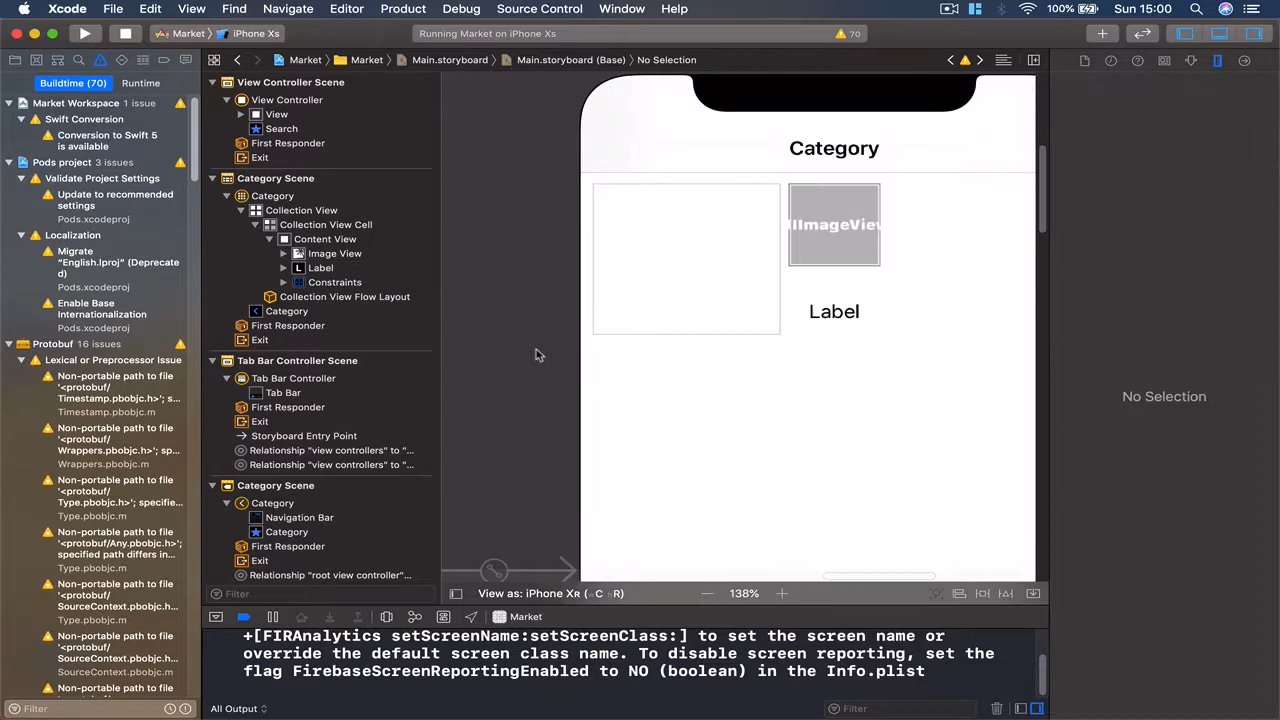 Xcode File Edit View Find Navigate Editor Product Debug Source Control Window Help 100% Sun 15:00
Market iPhone Xs Running Market on iPhone Xs 70
Market Market Main.storyboard Main.storyboard (Base) No Selection
Buildtime (70) Runtime
Market Workspace 1 issue
Swift Conversion
Conversion to Swift 5
is available
Pods project 3 issues
Validate Project Settings
Update to recommended
settings
Pods.xcodeproj
Localization
Migrate
“English.lproj” (Deprecate
d)
Pods.xcodeproj
Enable Base
Internationalization
Pods.xcodeproj
Protobuf 16 issues
Lexical or Preprocessor Issue
Non-portable path to file
'<protobuf/
Timestamp.pbobjc.h>'; s...
Timestamp.pbobjc.m
Non-portable path to file
'<protobuf/
Wrappers.pbobjc.h>'; sp...
Wrappers.pbobjc.m
Non-portable path to file
'<protobuf/
Type.pbobjc.h>'; specifie...
Type.pbobjc.m
Non-portable path to file
'<protobuf/Any.pbobjc.h>';
specified path differs in...
Type.pbobjc.m
Non-portable path to file
'<protobuf/
SourceContext.pbobjc.h...
SourceContext.pbobjc.m
Non-portable path to file
'<protobuf/
SourceContext.pbobjc.h...
SourceContext.pbobjc.m
Non-portable path to file
Filter
View Controller Scene
View Controller
View
Search
First Responder
Exit
Category Scene
Category
Collection View
Collection View Cell
Content View
Image View
L Label
Constraints
Collection View Flow Layout
Category
First Responder
Exit
Tab Bar Controller Scene
Tab Bar Controller
Tab Bar
First Responder
Exit
Storyboard Entry Point
Relationship "view controllers" to "...
Relationship "view controllers" to "...
Category Scene
Category
Navigation Bar
Category
First Responder
Exit
Relationship "root view controller"...
Filter
Category
UIImageView
Label
View as: iPhone XR (wC hR) 138%
No Selection
Market
+[FIRAnalytics setScreenName:setScreenClass:] to set the screen name or
override the default screen class name. To disable screen reporting, set the
flag FirebaseScreenReportingEnabled to NO (boolean) in the Info.plist
All Output Filter